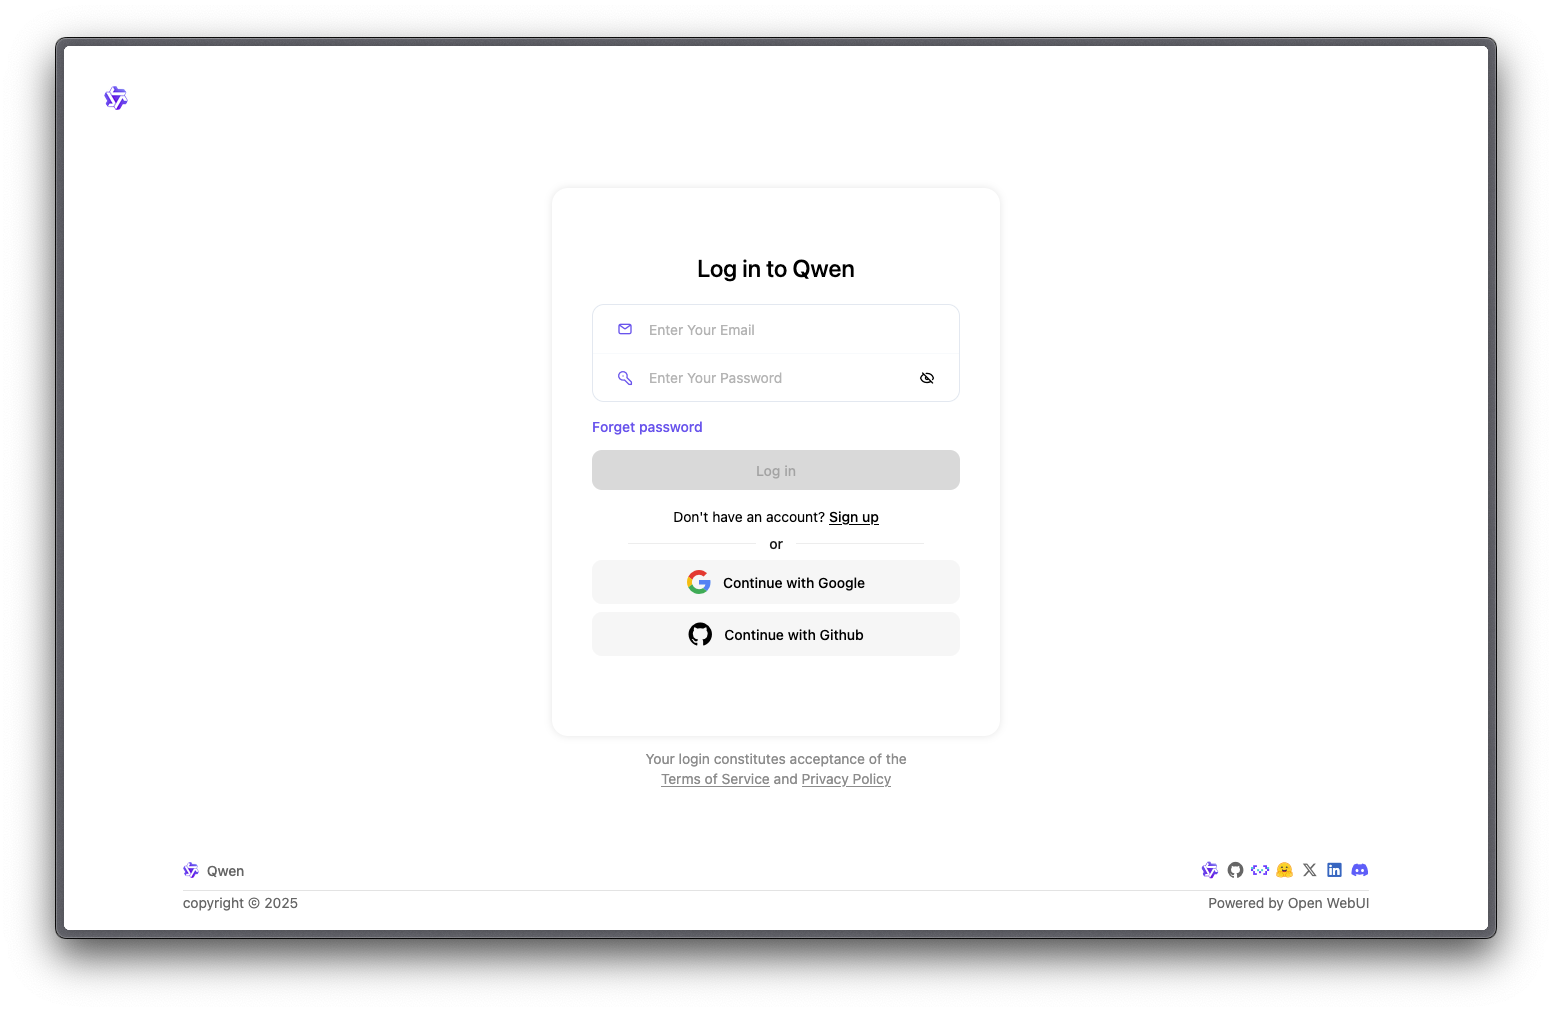 Log in to Qwen
Enter Your Email
Enter Your Password
Forget password
Log in
Don't have an account? Sign up
or
Continue with Google
Continue with Github
Your login constitutes acceptance of the
Terms of Service and Privacy Policy
Qwen
copyright © 2025
Powered by Open WebUI